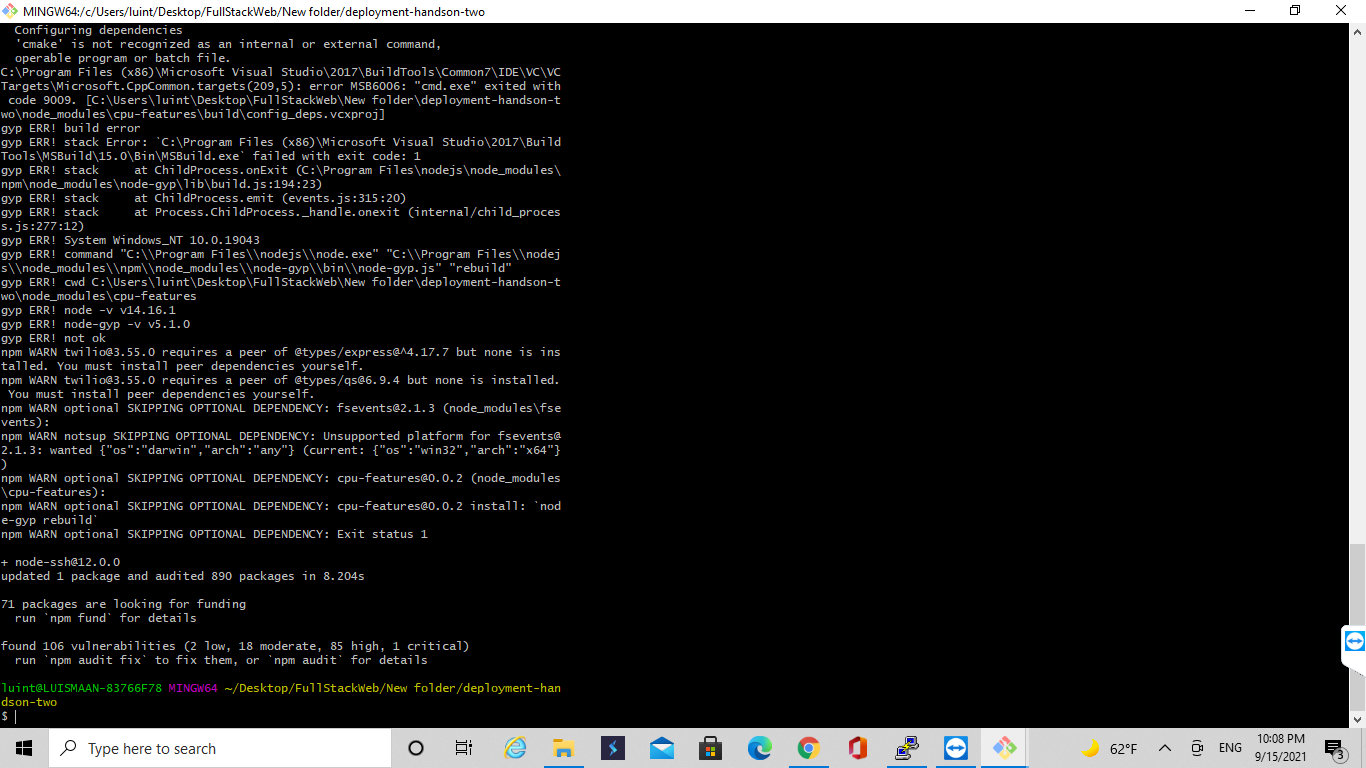 MINGW64:/c/Users/luint/Desktop/FullStackWeb/New folder/deployment-handson-two
Configuring dependencies
'cmake' is not recognized as an internal or external command,
operable program or batch file.
C:\Program Files (x86)\Microsoft Visual Studio\2017\BuildTools\Common7\IDE\VC\VC
Targets\Microsoft.CppCommon.targets(209,5): error MSB6006: "cmd.exe" exited with
code 9009. [C:\Users\luint\Desktop\FullStackWeb\New folder\deployment-handson-t
wo\node_modules\cpu-features\build\config_deps.vcxproj]
gyp ERR! build error
gyp ERR! stack Error: `C:\Program Files (x86)\Microsoft Visual Studio\2017\Build
Tools\MSBuild\15.0\Bin\MSBuild.exe` failed with exit code: 1
gyp ERR! stack     at ChildProcess.onExit (C:\Program Files\nodejs\node_modules\
npm\node_modules\node-gyp\lib\build.js:194:23)
gyp ERR! stack     at ChildProcess.emit (events.js:315:20)
gyp ERR! stack     at Process.ChildProcess._handle.onexit (internal/child_proces
s.js:277:12)
gyp ERR! System Windows_NT 10.0.19043
gyp ERR! command "C:\\Program Files\\nodejs\\node.exe" "C:\\Program Files\\nodej
s\\node_modules\\npm\\node_modules\\node-gyp\\bin\\node-gyp.js" "rebuild"
gyp ERR! cwd C:\Users\luint\Desktop\FullStackWeb\New folder\deployment-handson-t
wo\node_modules\cpu-features
gyp ERR! node -v v14.16.1
gyp ERR! node-gyp -v v5.1.0
gyp ERR! not ok
npm WARN twilio@3.55.0 requires a peer of @types/express@^4.17.7 but none is ins
talled. You must install peer dependencies yourself.
npm WARN twilio@3.55.0 requires a peer of @types/qs@6.9.4 but none is installed.
You must install peer dependencies yourself.
npm WARN optional SKIPPING OPTIONAL DEPENDENCY: fsevents@2.1.3 (node_modules\fse
vents):
npm WARN notsup SKIPPING OPTIONAL DEPENDENCY: Unsupported platform for fsevents@
2.1.3: wanted {"os":"darwin","arch":"any"} (current: {"os":"win32","arch":"x64"}
)
npm WARN optional SKIPPING OPTIONAL DEPENDENCY: cpu-features@0.0.2 (node_modules
\cpu-features):
npm WARN optional SKIPPING OPTIONAL DEPENDENCY: cpu-features@0.0.2 install: `nod
e-gyp rebuild`
npm WARN optional SKIPPING OPTIONAL DEPENDENCY: Exit status 1
+ node-ssh@12.0.0
updated 1 package and audited 890 packages in 8.204s
71 packages are looking for funding
run `npm fund` for details
found 106 vulnerabilities (2 low, 18 moderate, 85 high, 1 critical)
run `npm audit fix` to fix them, or `npm audit` for details
luint@LUISMAAN-83766F78 MINGW64 ~/Desktop/FullStackWeb/New folder/deployment-han
dson-two
$
Type here to search
62°F
ENG
10:08 PM
9/15/2021
3